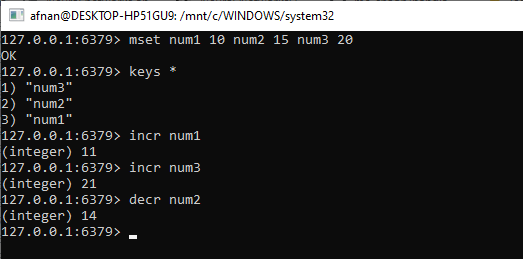 afnan@DESKTOP-HP51GU9: /mnt/c/WINDOWS/system32
127.0.0.1:6379> mset num1 10 num2 15 num3 20
OK
127.0.0.1:6379> keys *
1) "num3"
2) "num2"
3) "num1"
127.0.0.1:6379> incr num1
(integer) 11
127.0.0.1:6379> incr num3
(integer) 21
127.0.0.1:6379> decr num2
(integer) 14
127.0.0.1:6379>